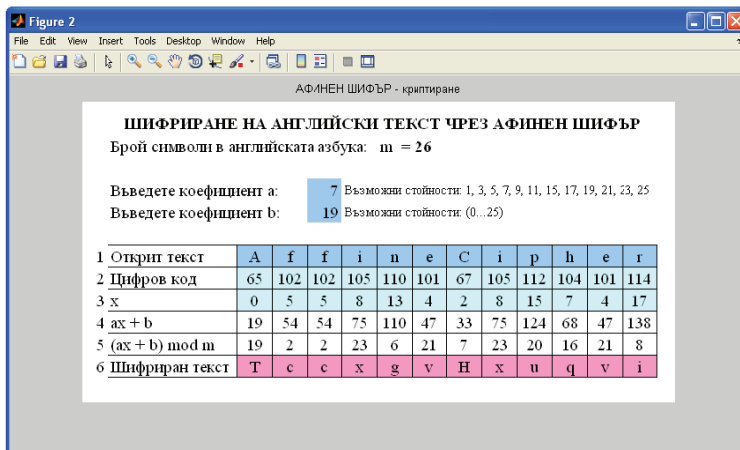 Figure 2
File Edit View Insert Tools Desktop Window Help
АФИНЕН ШИФЪР - криптиране
ШИФРИРАНЕ НА АНГЛИЙСКИ ТЕКСТ ЧРЕЗ АФИНЕН ШИФЪР
Брой символи в английската азбука: m = 26
Въведете коефициент a: 7 Възможни стойности: 1, 3, 5, 7, 9, 11, 15, 17, 19, 21, 23, 25
Въведете коефициент b: 19 Възможни стойности: (0...25)
1 Открит текст A f f i n e C i p h e r
2 Цифров код 65 102 102 105 110 101 67 105 112 104 101 114
3 x 0 5 5 8 13 4 2 8 15 7 4 17
4 ax + b 19 54 54 75 110 47 33 75 124 68 47 138
5 (ax + b) mod m 19 2 2 23 6 21 7 23 20 16 21 8
6 Шифриран текст T c c x g v H x u q v i